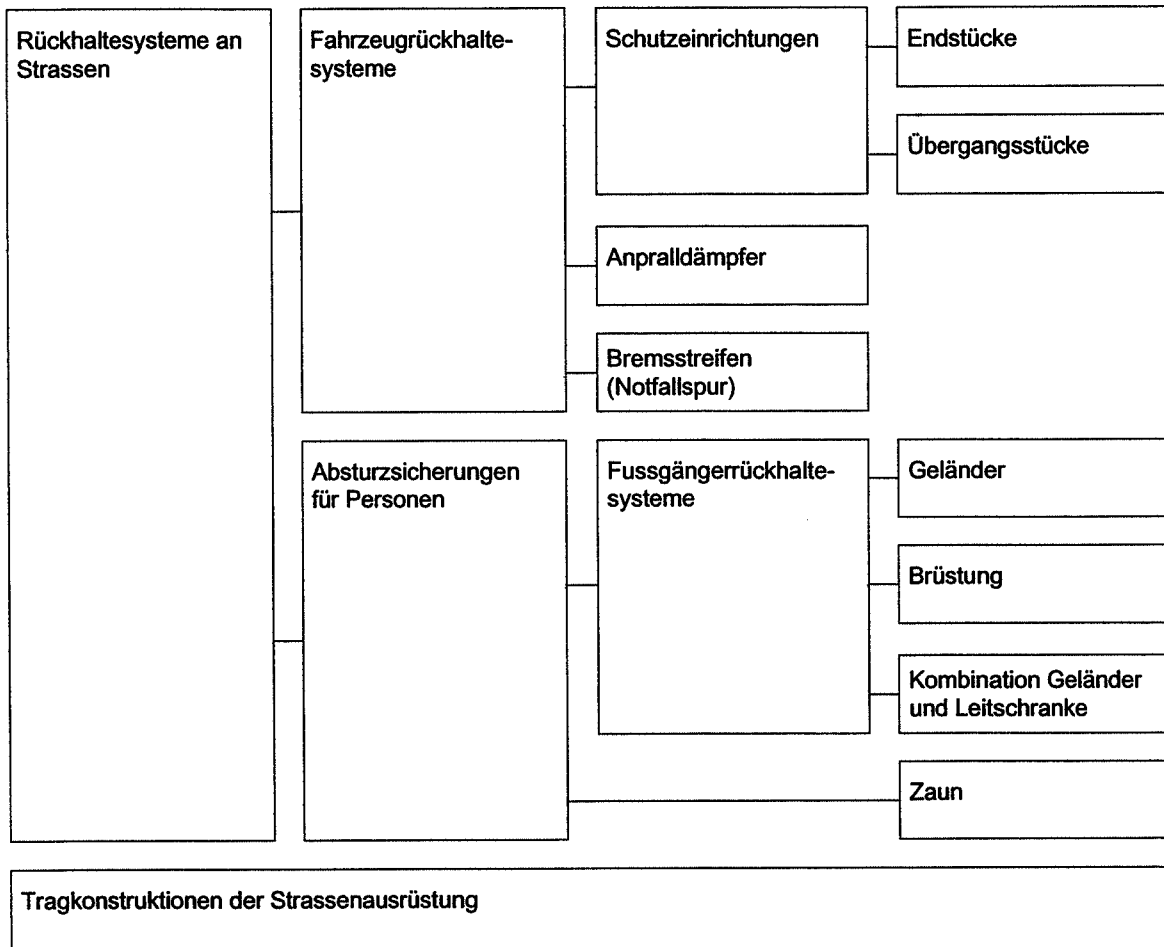 Rückhaltesysteme an
Strassen
Fahrzeugrückhalte-
systeme
Schutzeinrichtungen
Endstücke
Übergangsstücke
Anpralldämpfer
Bremsstreifen
(Notfallspur)
Absturzsicherungen
für Personen
Fussgängerrückhalte-
systeme
Geländer
Brüstung
Kombination Geländer
und Leitschranke
Zaun
Tragkonstruktionen der Strassenausrüstung